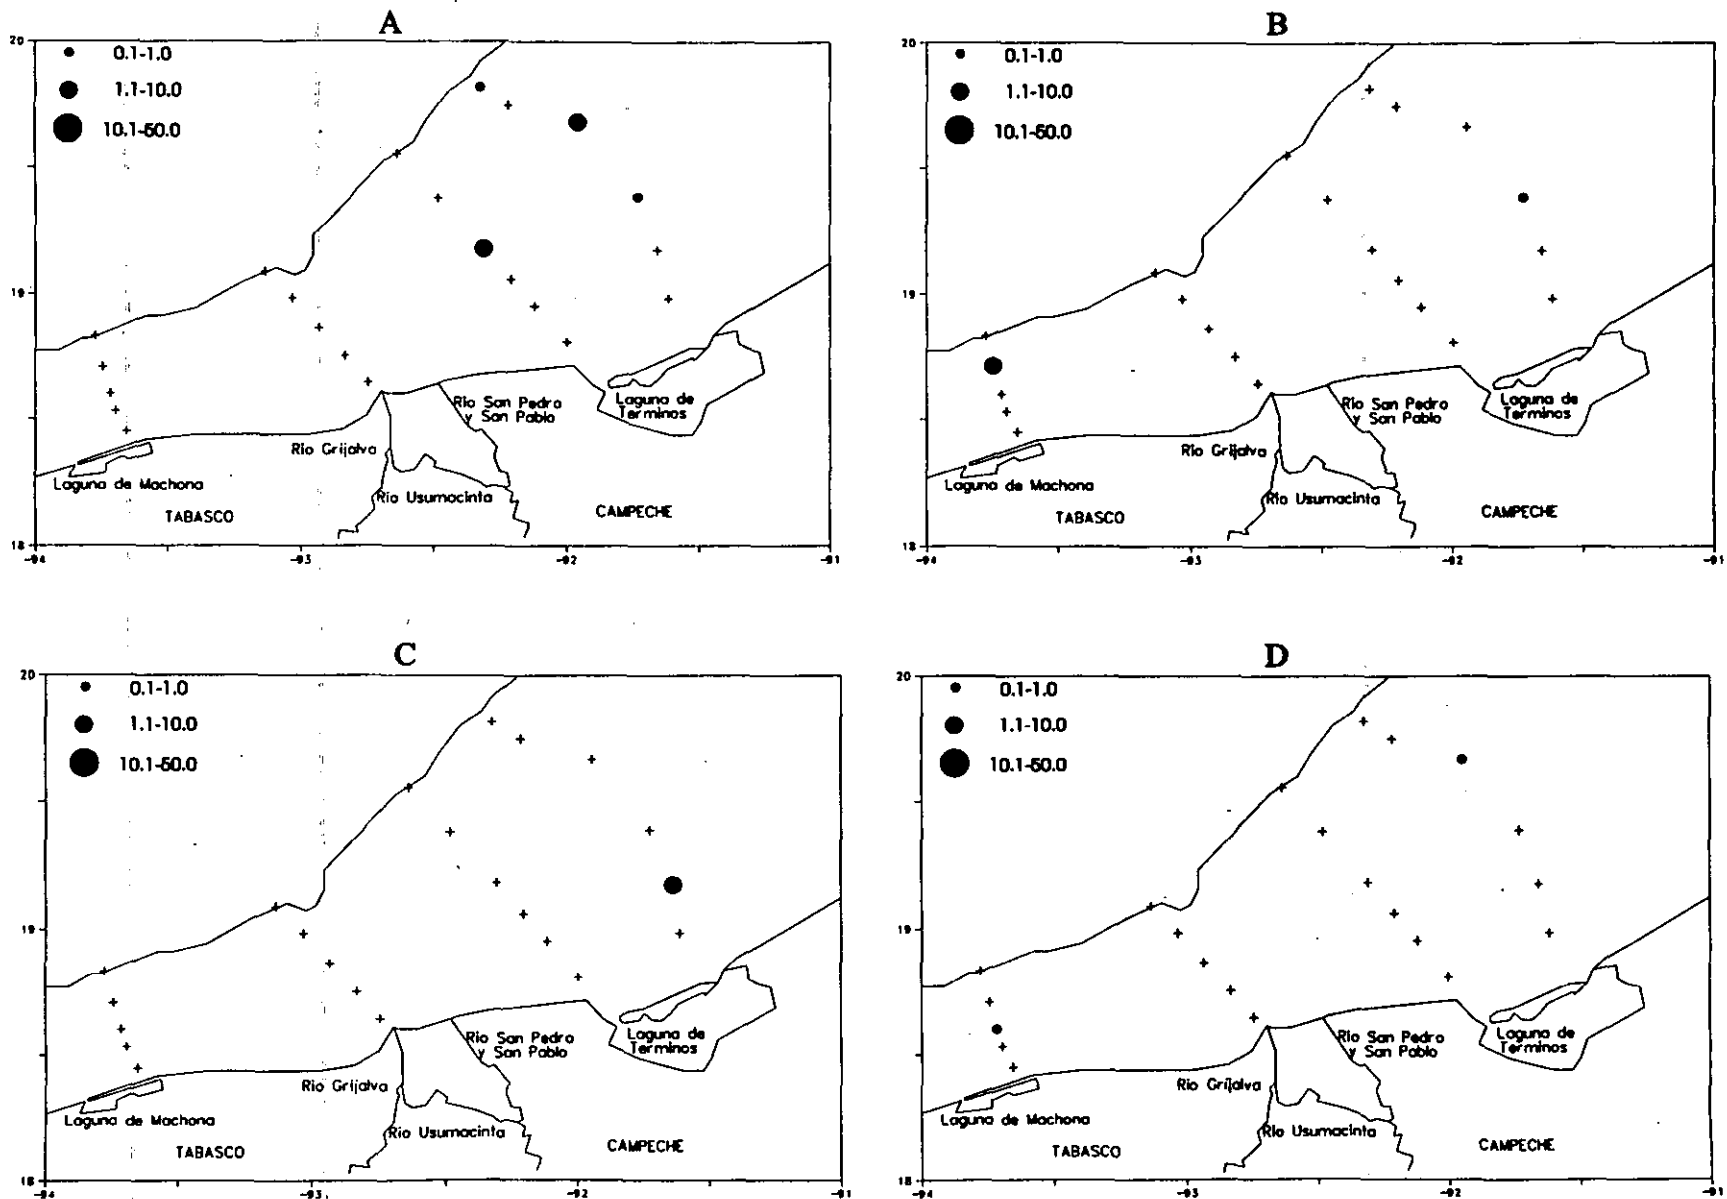 A
20
0.1-1.0
1.1-10.0
10.1-50.0
19
Rio San Pedro
y San Pablo
Laguna de
Terminos
Rio Grijalva
Laguna de Machona
Rio Usumacinta
TABASCO
CAMPECHE
18
-94
-93
-92
-91
B
20
0.1-1.0
1.1-10.0
10.1-50.0
19
Rio San Pedro
y San Pablo
Laguna de
Terminos
Rio Grijalva
Laguna de Machona
Rio Usumacinta
TABASCO
CAMPECHE
18
-94
-93
-92
-91
C
20
0.1-1.0
1.1-10.0
10.1-50.0
19
Rio San Pedro
y San Pablo
Laguna de
Terminos
Rio Grijalva
Laguna de Machona
Rio Usumacinta
TABASCO
CAMPECHE
18
-94
-93
-92
-91
D
20
0.1-1.0
1.1-10.0
10.1-50.0
19
Rio San Pedro
y San Pablo
Laguna de
Terminos
Rio Grijalva
Laguna de Machona
Rio Usumacinta
TABASCO
CAMPECHE
18
-94
-93
-92
-91